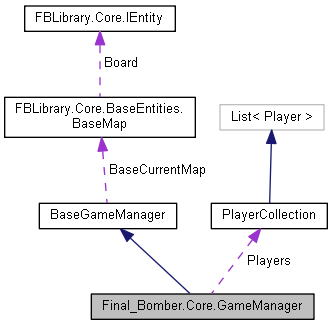 FBLibrary.Core.IEntity
Board
FBLibrary.Core.BaseEntities.
BaseMap
List< Player >
BaseCurrentMap
BaseGameManager
PlayerCollection
Players
Final_Bomber.Core.GameManager